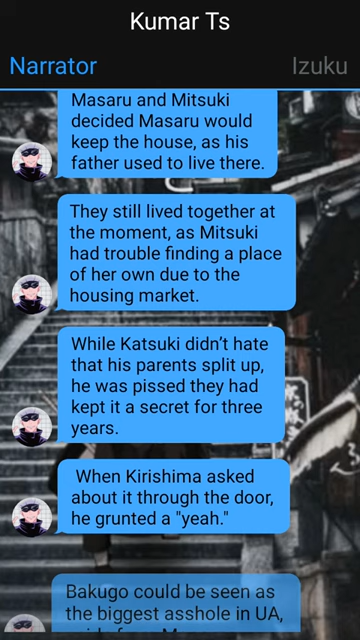 Kumar Ts
Narrator
Izuku
Masaru and Mitsuki
decided Masaru would
keep the house, as his
father used to live there.
They still lived together at
the moment, as Mitsuki
had trouble finding a place
of her own due to the
housing market.
While Katsuki didn’t hate
that his parents split up,
he was pissed they had
kept it a secret for three
years.
When Kirishima asked
about it through the door,
he grunted a "yeah."
Bakugo could be seen as
the biggest asshole in UA,